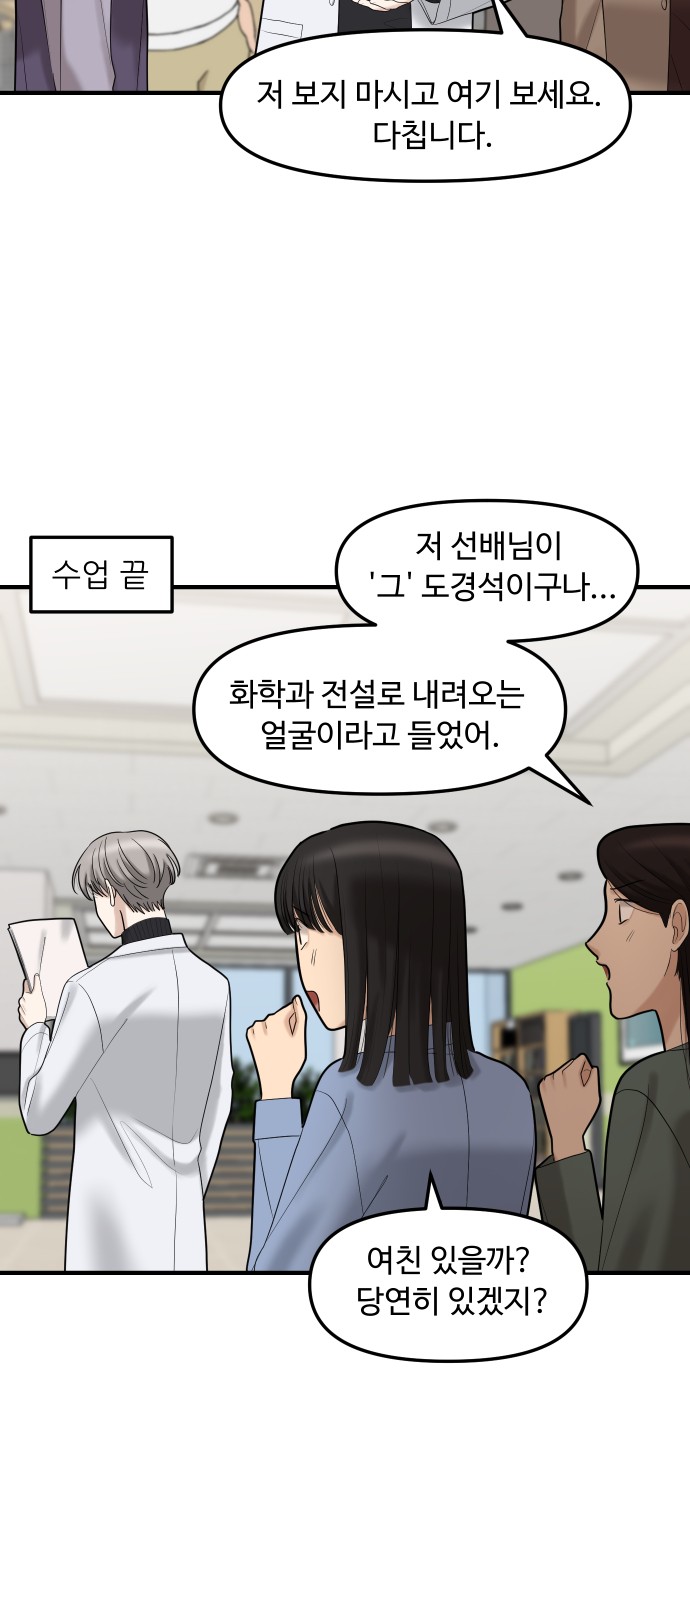 저 보지 마시고 여기 보세요.
다칩니다.
수업 끝
저 선배님이
'그' 도경석이구나...
화학과 전설로 내려오는
얼굴이라고 들었어.
여친 있을까?
당연히 있겠지?